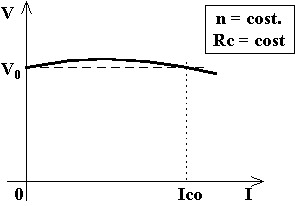 V
n = cost.
Rc = cost
V0
0
Ico
I